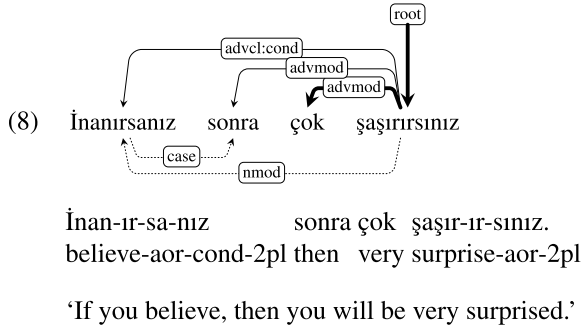 root
advcl:cond
advmod
advmod
(8) İnanırsanız sonra çok şaşırırsınız
case
nmod
İnan-ır-sa-nız sonra çok şaşır-ır-sınız.
believe-aor-cond-2pl then very surprise-aor-2pl
‘If you believe, then you will be very surprised.’